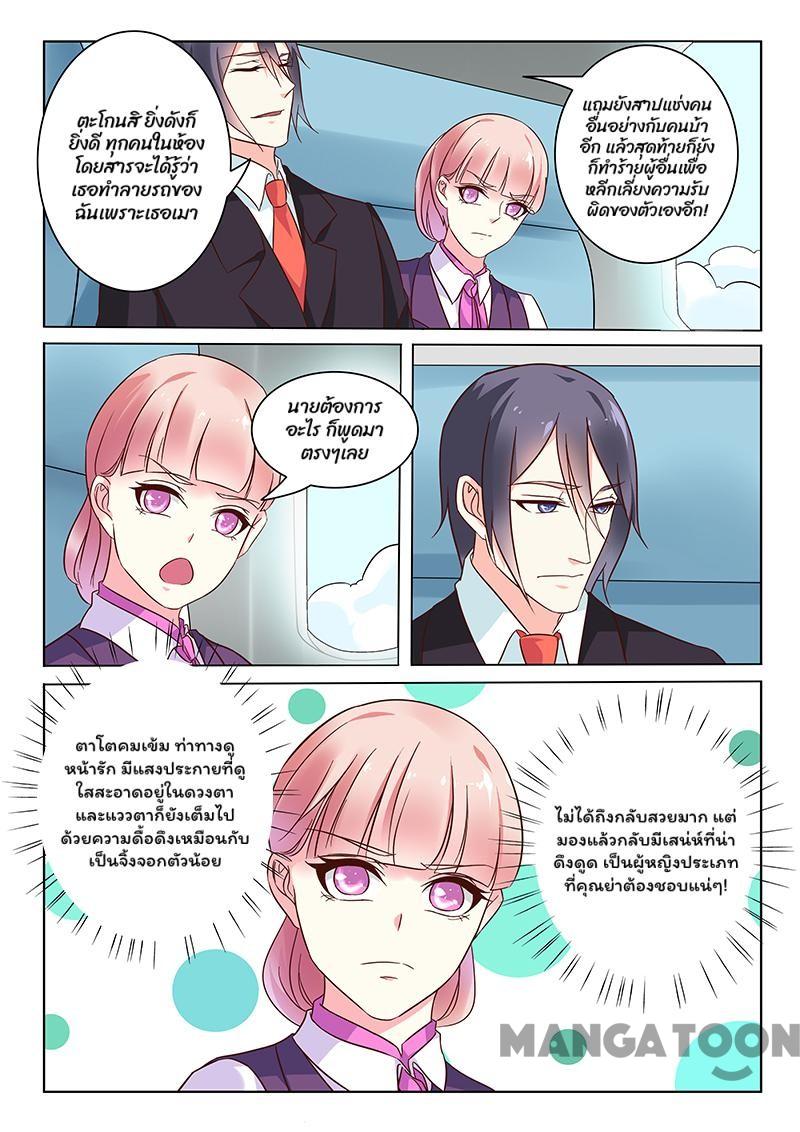 ตะโกนสิ ยิ่งดังก็
ยิ่งดี ทุกคนในห้อง
โดยสารจะได้รู้ว่า
เธอทำลายรถของ
ฉันเพราะเธอเมา
แถมยังสาปแช่งคน
อื่นอย่างกับคนบ้า
อีก แล้วสุดท้ายก็ยัง
ก็ทำร้ายผู้อื่นเพื่อ
หลีกเลี่ยงความรับ
ผิดของตัวเองอีก!
นายต้องการ
อะไร ก็พูดมา
ตรงๆเลย
ตาโตคมเข้ม ท่าทางดู
หน้ารัก มีแสงประกายที่ดู
ใสสะอาดอยู่ในดวงตา
และแววตาก็ยังเต็มไป
ด้วยความดื้อดึงเหมือนกับ
เป็นจิ้งจอกตัวน้อย
ไม่ได้ถึงกลับสวยมาก แต่
มองแล้วกลับมีเสน่ห์ที่น่า
ดึงดูด เป็นผู้หญิงประเภท
ที่คุณย่าต้องชอบแน่ๆ!
MANGATOON